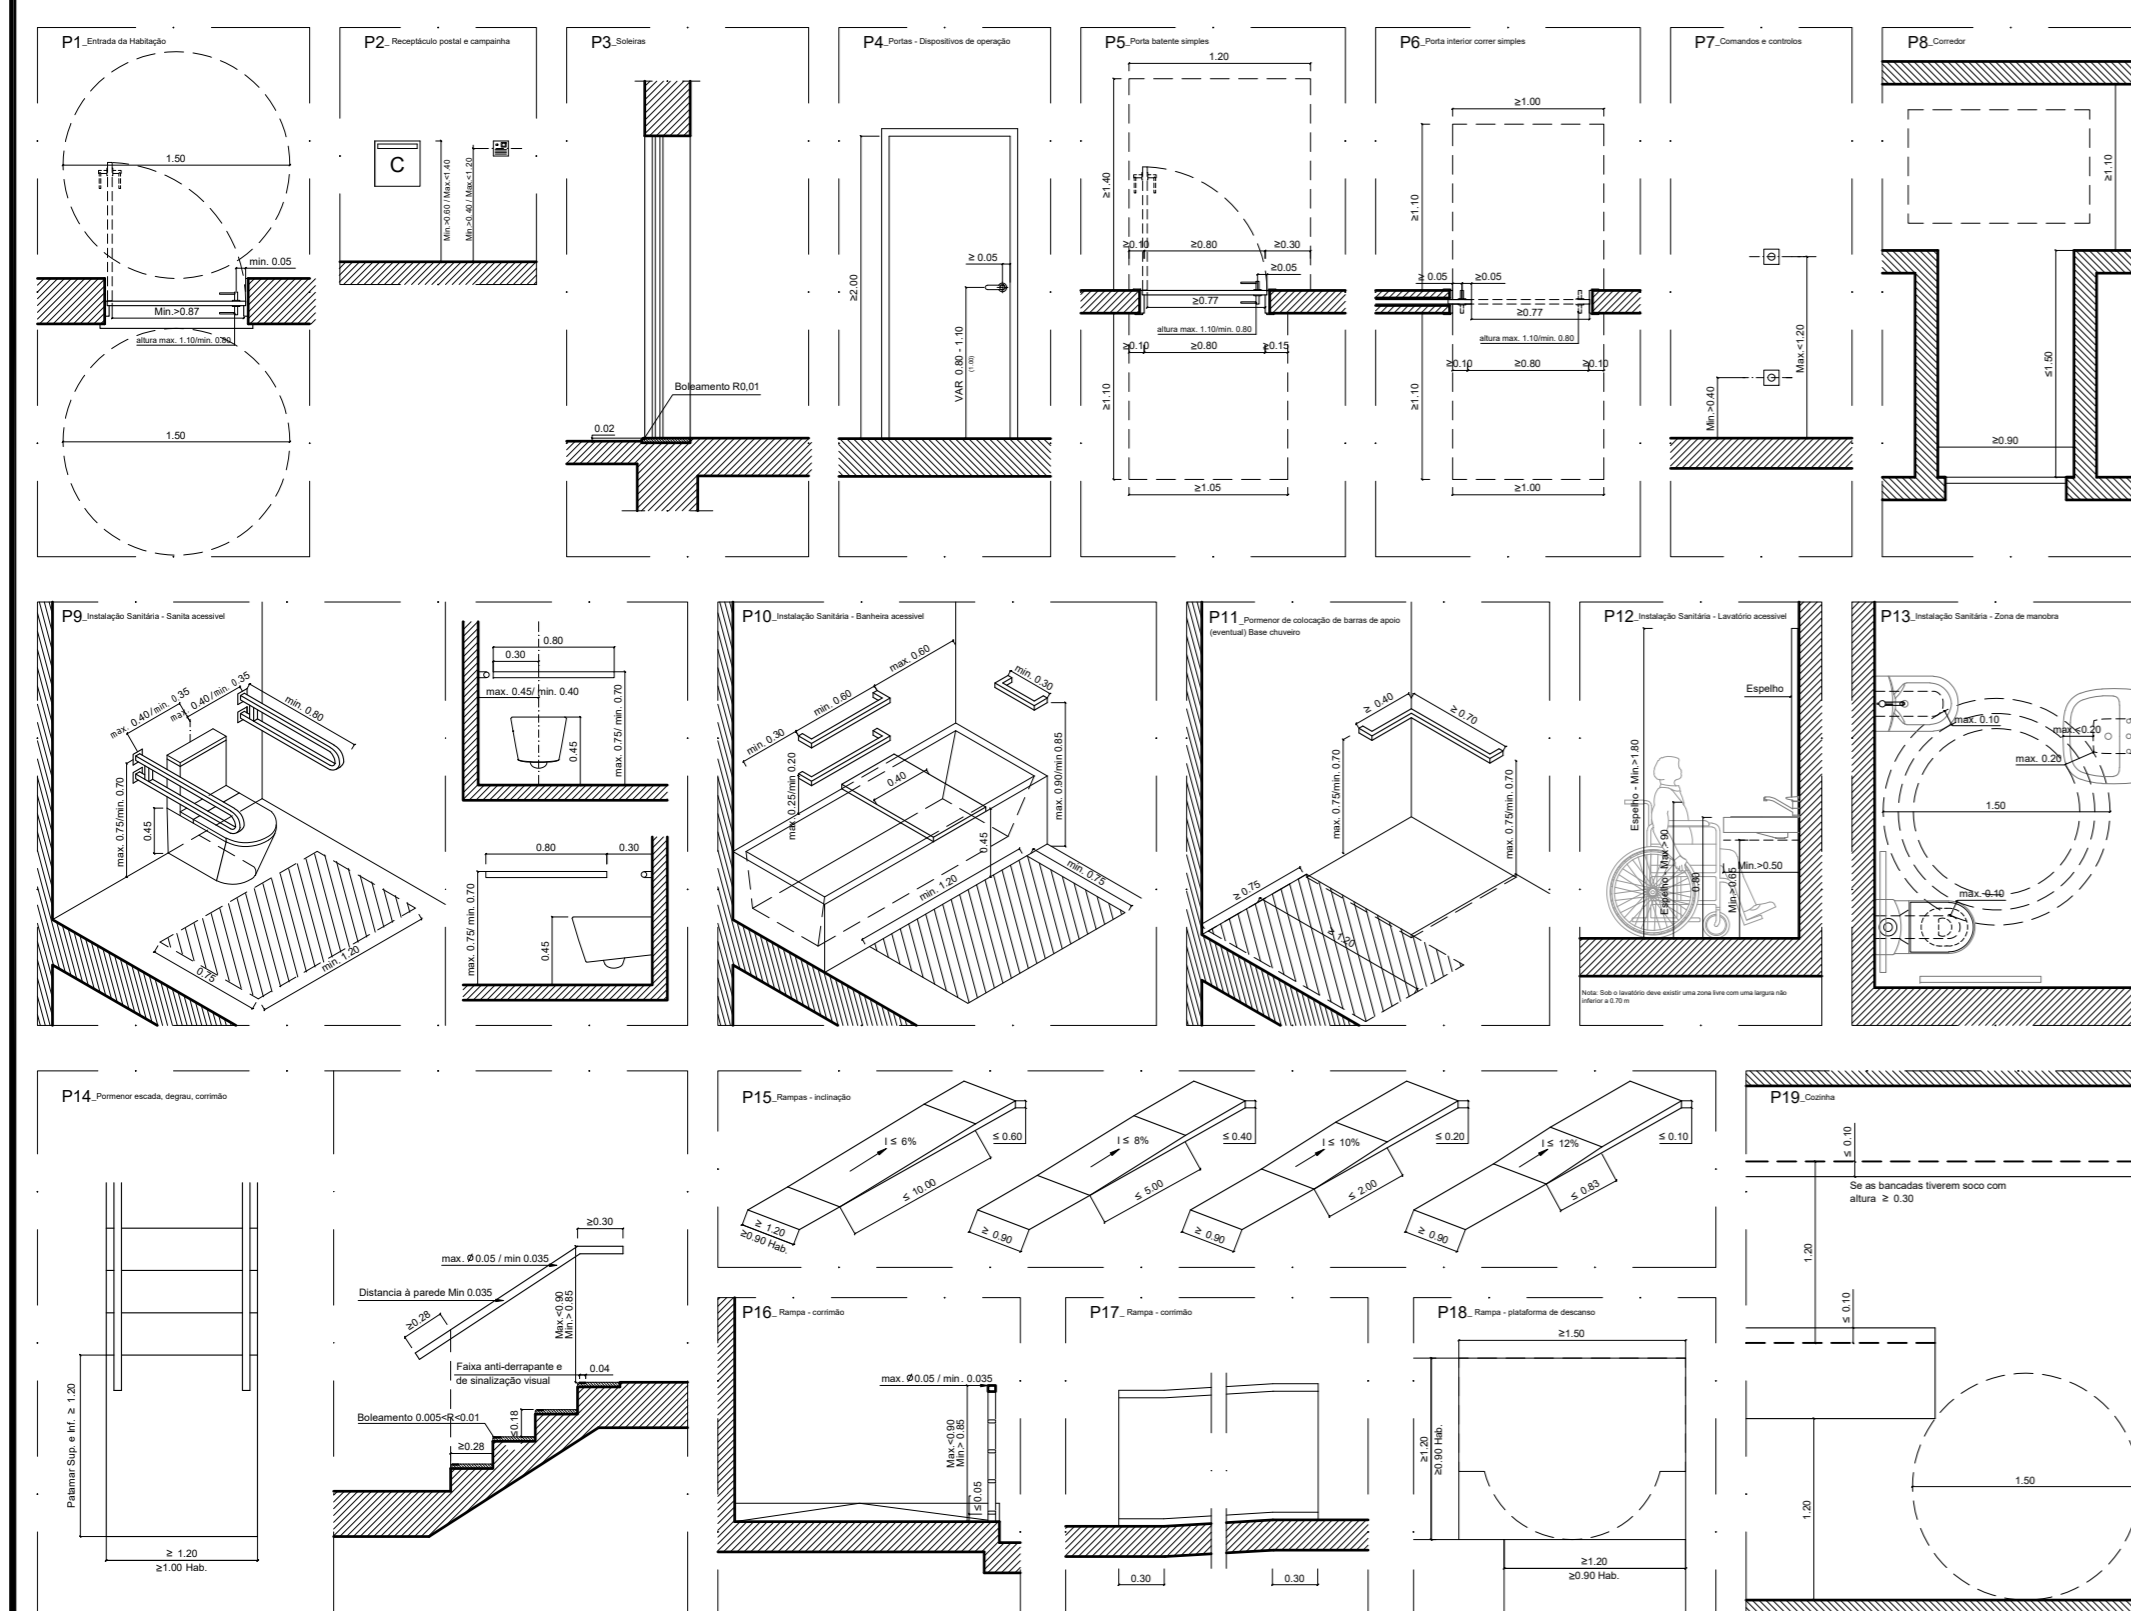 P1_Entrada da Habitação
1.50
min. 0.05
Min.>0.87
altura max. 1.10/min. 0.80
1.50
P2_ Receptáculo postal e campainha
C
Min.>0.60 / Max.<1.40
Min.>0.40 / Max.<1.20
P3_Soleiras
Boleamento R0,01
0.02
P4_Portas - Dispositivos de operação
≥2.00
≥ 0.05
VAR 0.80 - 1.10
(1.00)
P5_Porta batente simples
1.20
≥1.40
≥0.10
≥0.80
≥0.30
≥0.05
≥0.77
altura max. 1.10/min. 0.80
≥0.10
≥0.80
≥0.15
≥1.10
≥1.05
P6_Porta interior correr simples
≥1.00
≥1.10
≥ 0.05
≥0.05
≥0.77
altura max. 1.10/min. 0.80
≥0.10
≥0.80
≥0.10
≥1.10
≥1.00
P7_Comandos e controlos
Max.<1.20
Min.>0.40
P8_Corredor
≥1.10
≤1.50
≥0.90
P9_Instalação Sanitária - Sanita acessivel
max. 0.40/min. 0.35
max. 0.40/min. 0.35
min. 0.80
max. 0.75/min. 0.70
0.45
0.75
min. 1.20
0.80
0.30
max. 0.45/ min. 0.40
0.45
max. 0.75/ min. 0.70
0.80
0.30
max. 0.75/ min. 0.70
0.45
P10_Instalação Sanitária - Banheira acessivel
max. 0.60
min. 0.60
min. 0.30
min. 0.30
max. 0.25/min 0.20
0.40
max. 0.90/min 0.85
0.45
min. 1.20
min. 0.75
P11_Pormenor de colocação de barras de apoio
(eventual) Base chuveiro
≥ 0.40
≥ 0.70
max. 0.75/min. 0.70
max. 0.75/min. 0.70
≥ 0.75
≥ 1.20
P12_Instalação Sanitária - Lavatório acessivel
Espelho
Espelho - Min.>1.80
Espelho - Max.>.90
0.80
Min.>0.65
Min.>0.50
Nota: Sob o lavatório deve existir uma zona livre com uma largura não
inferior a 0.70 m
P13_Instalação Sanitária - Zona de manobra
max. 0.10
max.<0.20
max. 0.20
1.50
max. 0.10
P14_Pormenor escada, degrau, corrimão
Patamar Sup. e Inf. ≥ 1.20
≥ 1.20
≥1.00 Hab.
≥0.30
max. Ø0.05 / min 0.035
Distancia à parede Min 0.035
≥0.28
Max.<0.90
Min.> 0.85
Faixa anti-derrapante e
de sinalização visual
0.04
Boleamento 0.005<R<0.01
≤0.18
≥0.28
P15_Rampas - inclinação
I ≤ 6%
≤ 0.60
≤ 10.00
≥ 1.20
≥0.90 Hab.
I ≤ 8%
≤ 0.40
≤ 5.00
≥ 0.90
I ≤ 10%
≤ 0.20
≤ 2.00
≥ 0.90
I ≤ 12%
≤ 0.10
≤ 0.83
≥ 0.90
P16_ Rampa - corrimão
max. Ø0.05 / min. 0.035
Max.<0.90
Min.> 0.85
≤ 0.05
P17_ Rampa - corrimão
0.30
0.30
P18_ Rampa - plataforma de descanso
≥1.50
≥1.20
≥0.90 Hab.
≥1.20
≥0.90 Hab.
P19_Cozinha
≤ 0.10
Se as bancadas tiverem soco com
altura ≥ 0.30
1.20
≤ 0.10
1.50
1.20